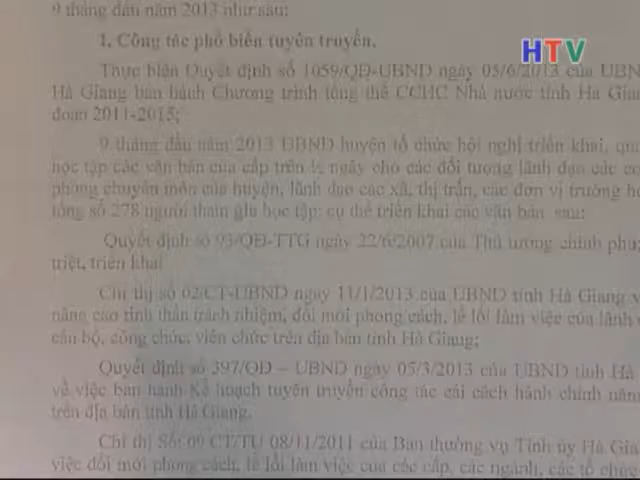 9 tháng đầu năm 2013 như sau:
1. Công tác phổ biến tuyên truyền.
HTV
Thực hiện Quyết định số 1059/QĐ-UBND ngày 05/6/2013 của UBN
Hà Giang ban hành Chương trình tổng thể CCHC Nhà nước tỉnh Hà Giang
đoạn 2011-2015;
9 tháng đầu năm 2013 UBND huyện tổ chức hội nghị triển khai, quá
học tập các văn bản của cấp trên ½ ngày cho các đối tượng lãnh đạo các cơ
phòng chuyên môn của huyện, lãnh đạo các xã, thị trấn, các đơn vị trường họ
tổng số 278 người tham gia học tập: cụ thể triển khai các văn bản sau:
Quyết định số 93/QĐ-TTG ngày 22/6/2007 của Thủ tướng chính phủ;
triệt, triển khai
Chỉ thị số 02/CT-UBND ngày 11/1/2013 của UBND tỉnh Hà Giang v
nâng cao tinh thần trách nhiệm, đổi mới phong cách, lề lối làm việc của lãnh
cán bộ, công chức, viên chức trên địa bàn tỉnh Hà Giang;
Quyết định số 397/QĐ – UBND ngày 05/3/2013 của UBND tỉnh Hà
về việc ban hành Kế hoạch tuyên truyền công tác cải cách hành chính năm
trên địa bàn tỉnh Hà Giang.
Chỉ thị Số: 09 CT/TU 08/11/2011 của Ban thường vụ Tỉnh ủy Hà Gia
việc đổi mới phong cách, lề lối làm việc của các cấp, các ngành, các tổ chức